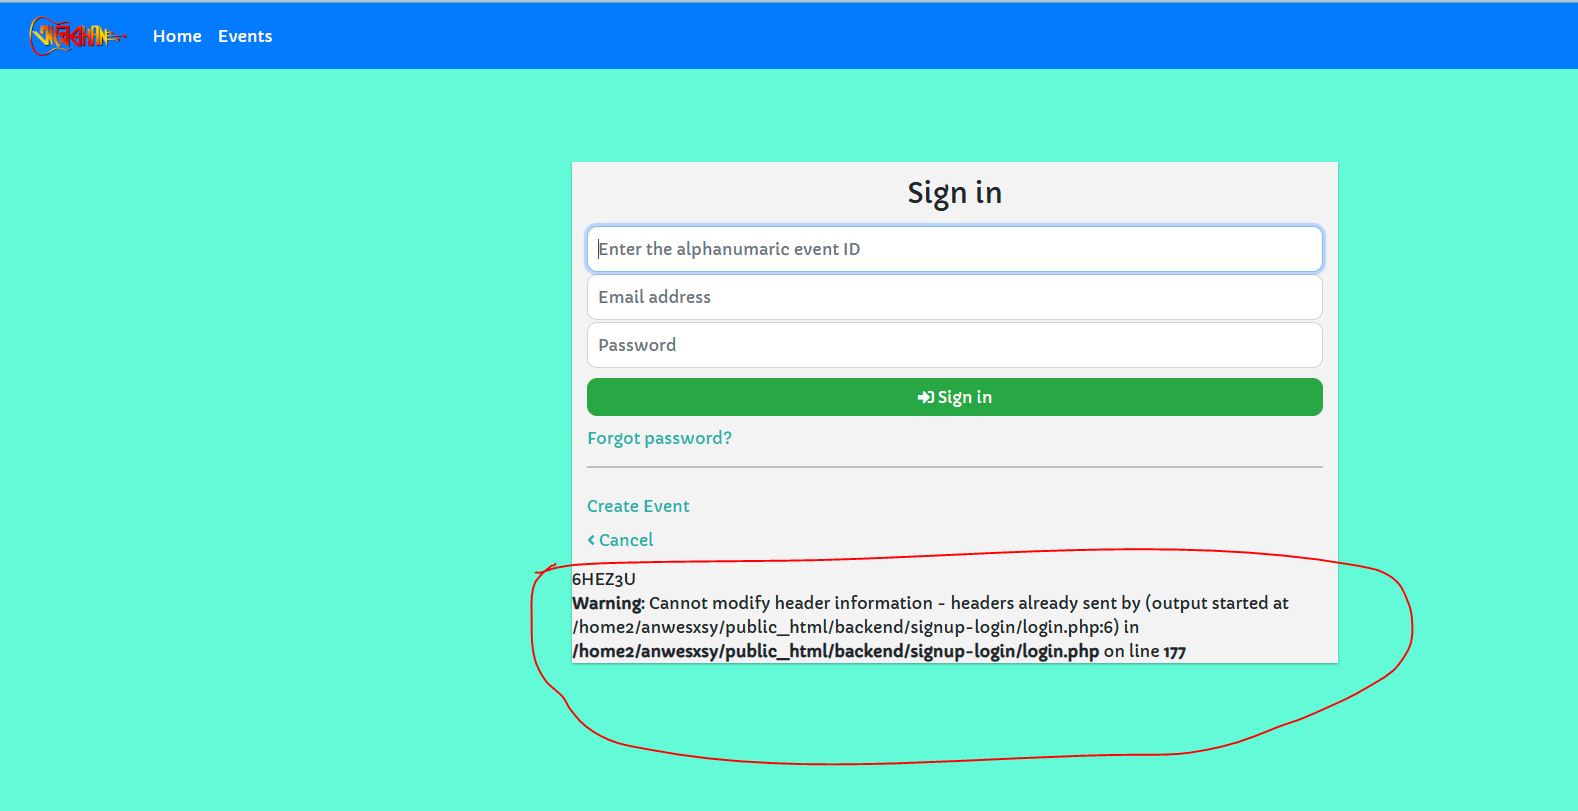 Home Events
Sign in
Enter the alphanumaric event ID
Email address
Password
Sign in
Forgot password?
Create Event
Cancel
6HEZ3U
Warning: Cannot modify header information - headers already sent by (output started at
/home2/anwesxsy/public_html/backend/signup-login/login.php:6) in
/home2/anwesxsy/public_html/backend/signup-login/login.php on line 177